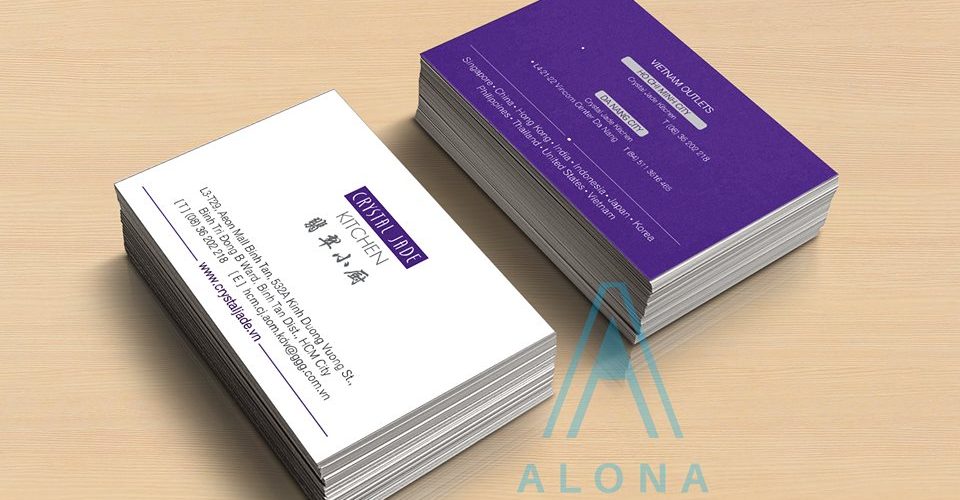 CRYSTAL JADE
KITCHEN
翡翠小厨
L3-T29, Aeon Mall Binh Tan, 532A Kinh Duong Vuong St.,
Binh Tri Dong B Ward, Binh Tan Dist., HCM City
[ T ] (08) 36 202 218 [ E ] hcm.cj.aom.kdv@ggg.com.vn
www.crystaljade.vn
VIETNAM OUTLETS
HO CHI MINH CITY
Crystal Jade Kitchen
T (08) 36 202 218
DA NANG CITY
Crystal Jade Kitchen
• L4-21-22 Vincom Center Da Nang T (84) 511 3616 465
Singapore • China • Hong Kong • India • Indonesia • Japan • Korea
Philippines • Thailand • United States • Vietnam
ALONA